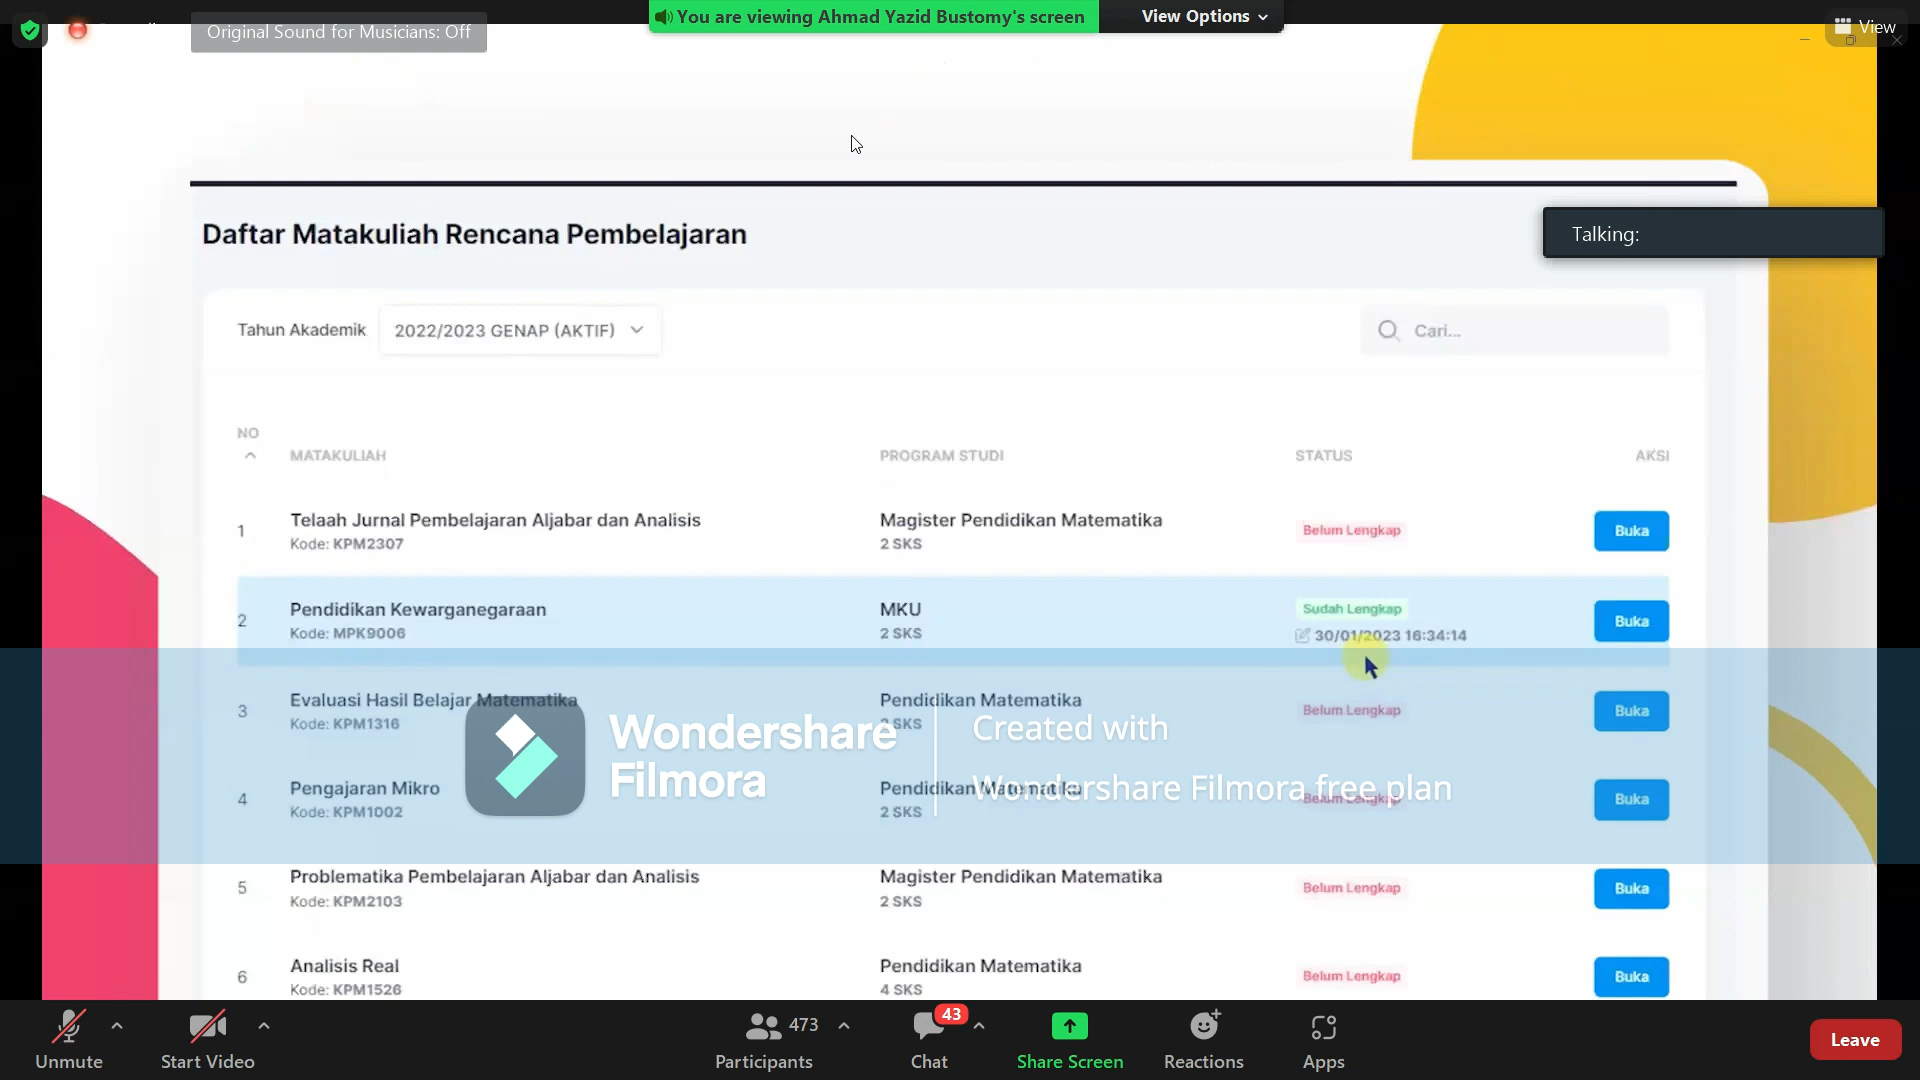 You are viewing Ahmad Yazid Bustomy's screen
View Options
Original Sound for Musicians: Off
View
Daftar Matakuliah Rencana Pembelajaran
Talking:
Tahun Akademik 2022/2023 GENAP (AKTIF)
Cari...
NO
MATAKULIAH PROGRAM STUDI STATUS AKSI
1 Telaah Jurnal Pembelajaran Aljabar dan Analisis Magister Pendidikan Matematika Belum Lengkap Buka
Kode: KPM2307 2 SKS
2 Pendidikan Kewarganegaraan MKU Sudah Lengkap Buka
Kode: MPK9006 2 SKS 30/01/2023 16:34:14
3 Evaluasi Hasil Belajar Matematika Pendidikan Matematika Belum Lengkap Buka
Kode: KPM1316 2 SKS
Wondershare
Filmora
Created with
Wondershare Filmora free plan
4 Pengajaran Mikro Pendidikan Matematika Belum Lengkap Buka
Kode: KPM1002 2 SKS
5 Problematika Pembelajaran Aljabar dan Analisis Magister Pendidikan Matematika Belum Lengkap Buka
Kode: KPM2103 2 SKS
6 Analisis Real Pendidikan Matematika Belum Lengkap Buka
Kode: KPM1526 4 SKS
473
43
Unmute Start Video Participants Chat Share Screen Reactions Apps Leave